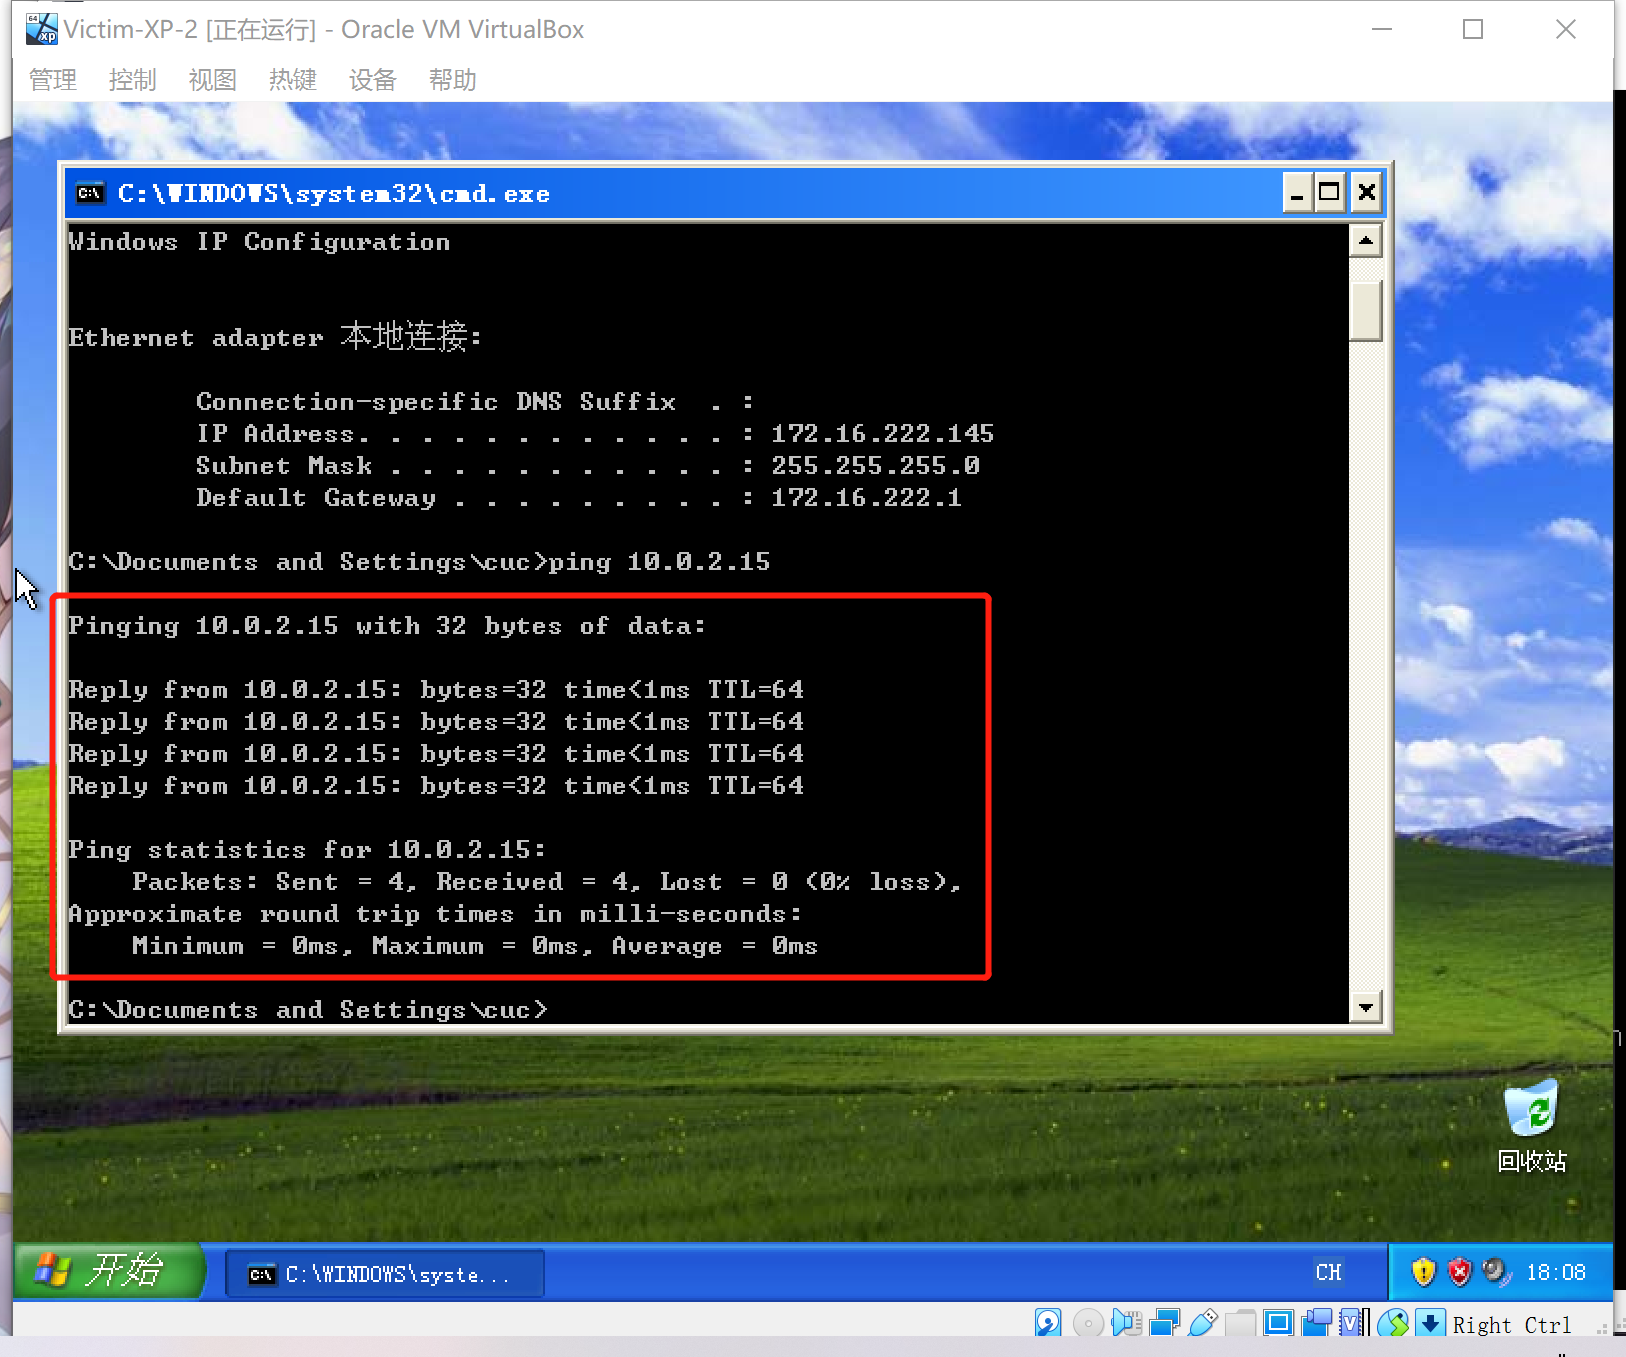 Victim-XP-2 [正在运行] - Oracle VM VirtualBox
管理 控制 视图 热键 设备 帮助
C:\WINDOWS\system32\cmd.exe
Windows IP Configuration
Ethernet adapter 本地连接:
Connection-specific DNS Suffix . :
IP Address. . . . . . . . . . . . : 172.16.222.145
Subnet Mask . . . . . . . . . . . : 255.255.255.0
Default Gateway . . . . . . . . . : 172.16.222.1
C:\Documents and Settings\cuc>ping 10.0.2.15
Pinging 10.0.2.15 with 32 bytes of data:
Reply from 10.0.2.15: bytes=32 time<1ms TTL=64
Reply from 10.0.2.15: bytes=32 time<1ms TTL=64
Reply from 10.0.2.15: bytes=32 time<1ms TTL=64
Reply from 10.0.2.15: bytes=32 time<1ms TTL=64
Ping statistics for 10.0.2.15:
Packets: Sent = 4, Received = 4, Lost = 0 (0% loss),
Approximate round trip times in milli-seconds:
Minimum = 0ms, Maximum = 0ms, Average = 0ms
C:\Documents and Settings\cuc>
回收站
开始 C:\WINDOWS\syste... CH 18:08
Right Ctrl